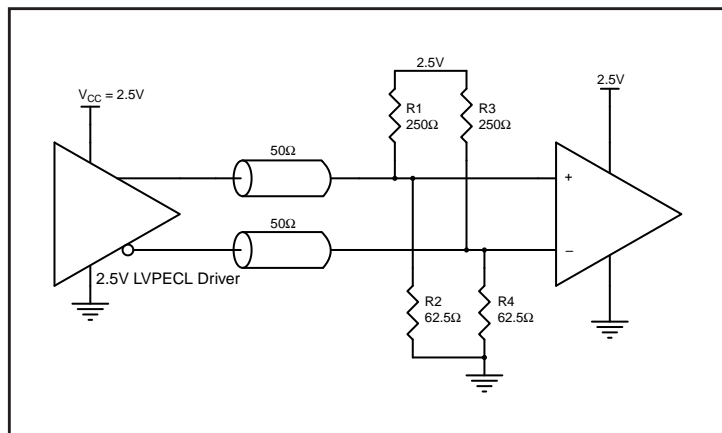 2.5V
V_CC = 2.5V
2.5V
R1
250Ω
R3
250Ω
50Ω
+
50Ω
–
2.5V LVPECL Driver
R2
62.5Ω
R4
62.5Ω